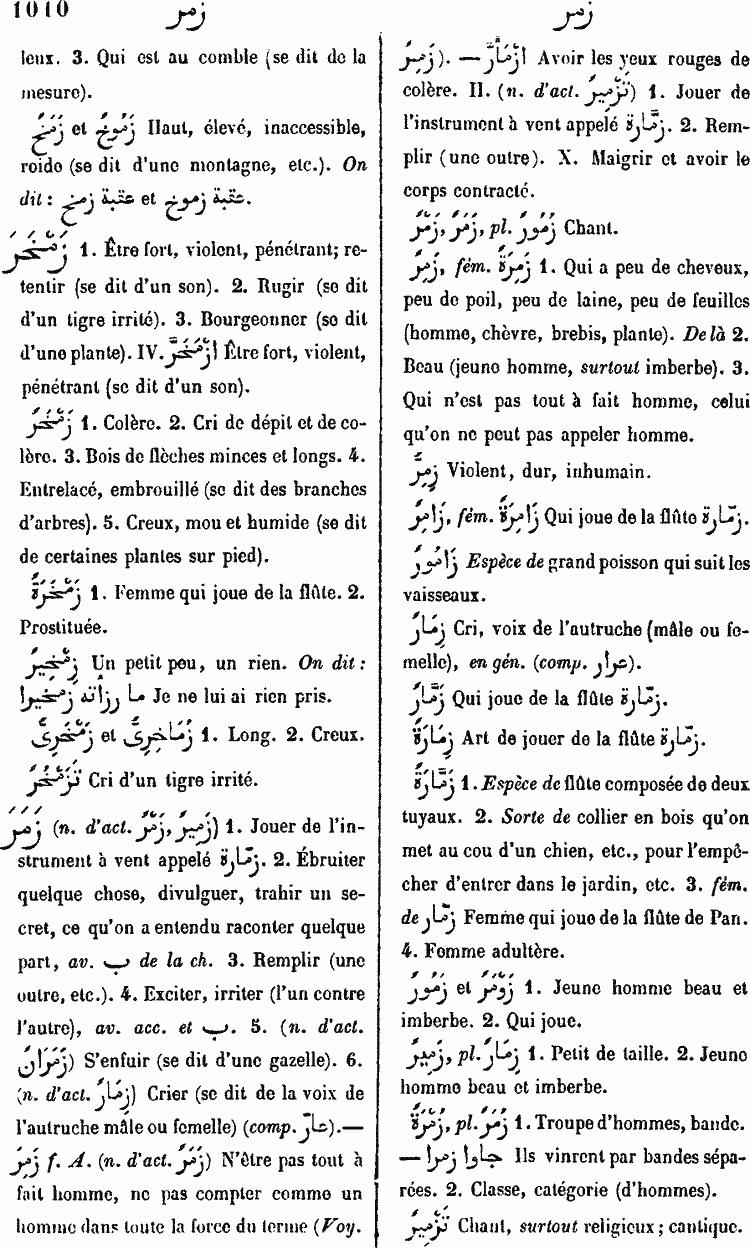 1010 زمر
زمر
leux. 3. Qui est au comble (se dit de la
mesure).
زَمْخٌ et زَمُوخٌ Haut, élevé, inaccessible,
roide (se dit d'une montagne, etc.). On
dit : عقبة زموخ et عقبة زمخ.
زَمْخَرَ 1. Être fort, violent, pénétrant; re-
tentir (se dit d'un son). 2. Rugir (se dit
d'un tigre irrité). 3. Bourgeonner (se dit
d'une plante). IV. ازْمَخَرَّ Être fort, violent,
pénétrant (se dit d'un son).
زَمْخَرٌ 1. Colère. 2. Cri de dépit et de co-
lère. 3. Bois de flèches minces et longs. 4.
Entrelacé, embrouillé (se dit des branches
d'arbres). 5. Creux, mou et humide (se dit
de certaines plantes sur pied).
زَمْخَرَةٌ 1. Femme qui joue de la flûte. 2.
Prostituée.
زِمْخِيرٌ Un petit peu, un rien. On dit :
ما رزأته زمخيرا Je ne lui ai rien pris.
زَمْخَرِىٌّ et زُمَاخِرِىٌّ 1. Long. 2. Creux.
تَزَمْخُرٌ Cri d'un tigre irrité.
زَمَرَ (n. d'act. زَمْرٌ, زَمِيرٌ) 1. Jouer de l'in-
strument à vent appelé زمّارة. 2. Ébruiter
quelque chose, divulguer, trahir un se-
cret, ce qu'on a entendu raconter quelque
part, av. ب de la ch. 3. Remplir (une
outre, etc.). 4. Exciter, irriter (l'un contre
l'autre), av. acc. et ب. 5. (n. d'act.
زَمَرَانٌ) S'enfuir (se dit d'une gazelle). 6.
(n. d'act. زِمَارٌ) Crier (se dit de la voix de
l'autruche mâle ou femelle) (comp. عارّ).—
زَمِرَ f. A. (n. d'act. زَمَرٌ) N'être pas tout à
fait homme, ne pas compter comme un
homme dans toute la force du terme (Voy.
زَمِرٌ). — ازْمَأَرَّ Avoir les yeux rouges de
colère. II. (n. d'act. تَزْمِيرٌ) 1. Jouer de
l'instrument à vent appelé زَمَّارة. 2. Rem-
plir (une outre). X. Maigrir et avoir le
corps contracté.
زَمْرٌ, زَمَرٌ, pl. زُمُورٌ Chant.
زَمِرٌ, fém. زَمِرَةٌ 1. Qui a peu de cheveux,
peu de poil, peu de laine, peu de feuilles
(homme, chèvre, brebis, plante). De là 2.
Beau (jeune homme, surtout imberbe). 3.
Qui n'est pas tout à fait homme, celui
qu'on ne peut pas appeler homme.
زِمِرٌّ Violent, dur, inhumain.
زَامِرٌ, fém. زَامِرَةٌ Qui joue de la flûte زمّارة.
زَامُورٌ Espèce de grand poisson qui suit les
vaisseaux.
زِمَارٌ Cri, voix de l'autruche (mâle ou fe-
melle), en gén. (comp. عرار).
زَمَّارٌ Qui joue de la flûte زمّارة.
زِمَارَةٌ Art de jouer de la flûte زمّارة.
زَمَّارَةٌ 1. Espèce de flûte composée de deux
tuyaux. 2. Sorte de collier en bois qu'on
met au cou d'un chien, etc., pour l'empê-
cher d'entrer dans le jardin, etc. 3. fém.
de زمّار Femme qui joue de la flûte de Pan.
4. Femme adultère.
زَمُورٌ et زَوْمَرٌ 1. Jeune homme beau et
imberbe. 2. Qui joue.
زَمِيرٌ, pl. زِمَارٌ 1. Petit de taille. 2. Jeune
homme beau et imberbe.
زُمْرَةٌ, pl. زُمَرٌ 1. Troupe d'hommes, bande.
— جاوا زمرا Ils vinrent par bandes sépa-
rées. 2. Classe, catégorie (d'hommes).
تَزْمِيرٌ Chant, surtout religieux; cantique.